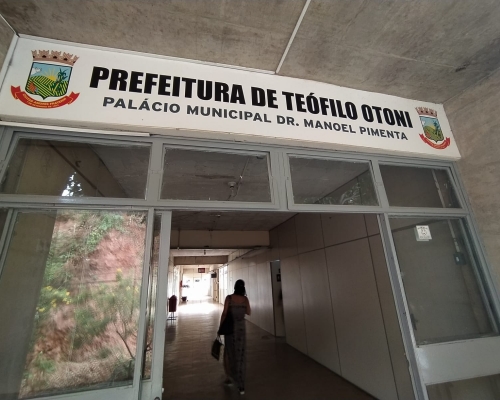 PREFEITURA DE TEÓFILO OTONI
PALÁCIO MUNICIPAL DR. MANOEL PIMENTA